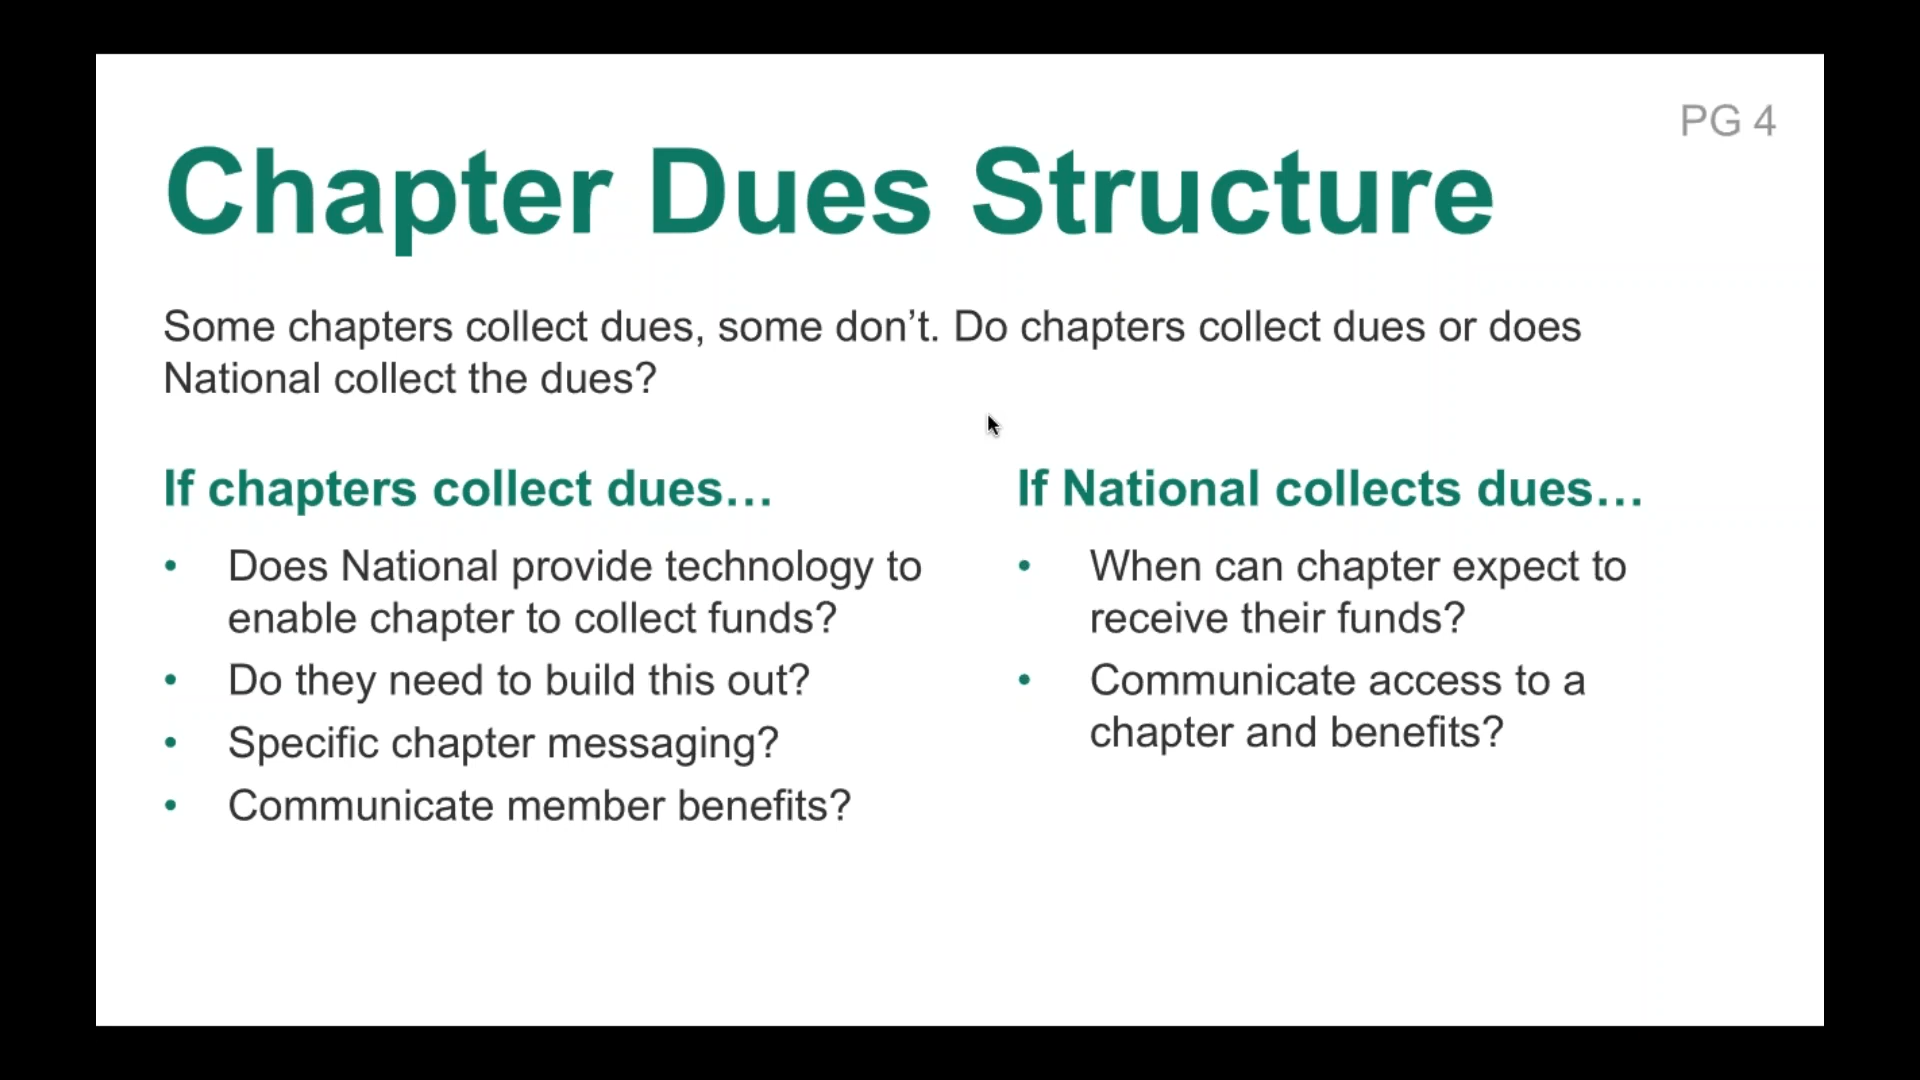 PG 4
Chapter Dues Structure
Some chapters collect dues, some don’t. Do chapters collect dues or does
National collect the dues?
If chapters collect dues…
• Does National provide technology to
enable chapter to collect funds?
• Do they need to build this out?
• Specific chapter messaging?
• Communicate member benefits?
If National collects dues…
• When can chapter expect to
receive their funds?
• Communicate access to a
chapter and benefits?